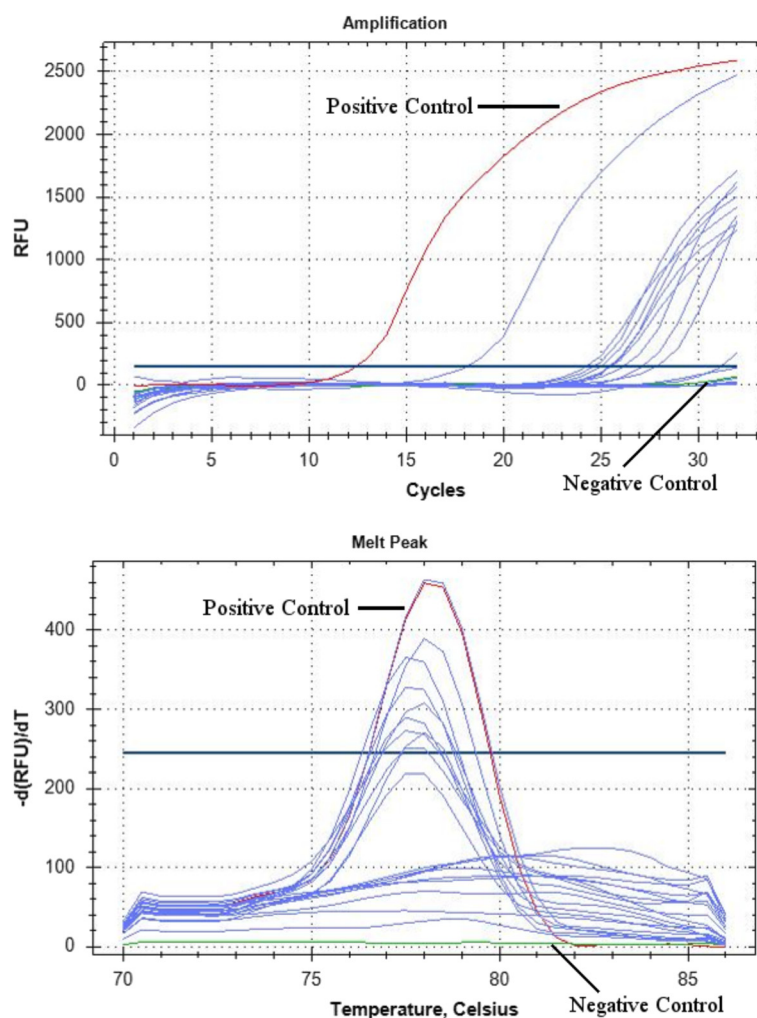 Amplification
2500
2000
1500
1000
500
0
RFU
Positive Control
Negative Control
0 5 10 15 20 25 30
Cycles
Melt Peak
400
300
200
100
0
-d(RFU)/dT
Positive Control
70 75 80 85
Temperature, Celsius
Negative Control